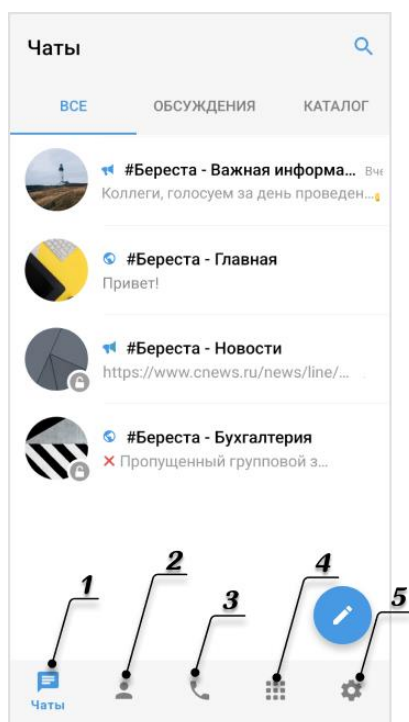 Чаты
ВСЕ ОБСУЖДЕНИЯ КАТАЛОГ
#Береста - Важная информа... Вче
Коллеги, голосуем за день проведен...
#Береста - Главная
Привет!
#Береста - Новости
https://www.cnews.ru/news/line/...
#Береста - Бухгалтерия
Пропущенный групповой з...
1 2 3 4 5
Чаты